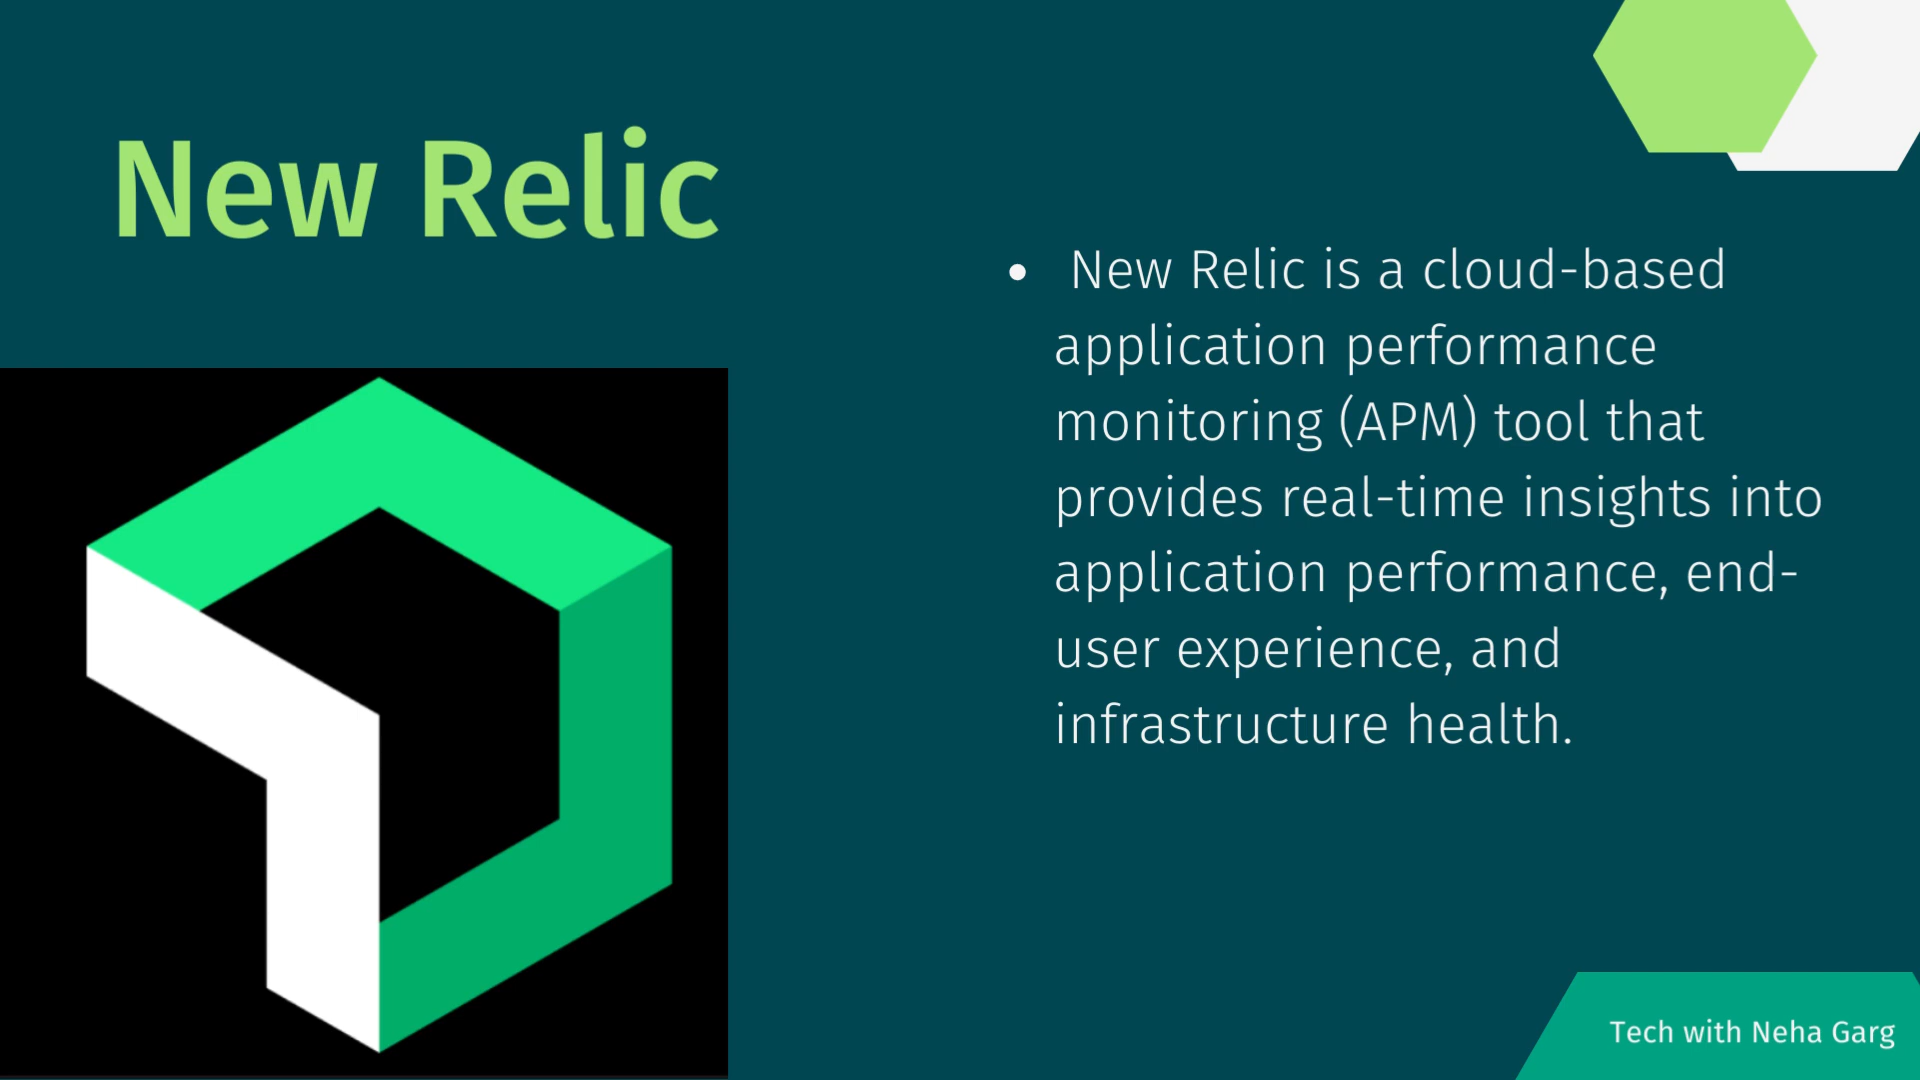 New Relic
• New Relic is a cloud-based
application performance
monitoring (APM) tool that
provides real-time insights into
application performance, end-
user experience, and
infrastructure health.
Tech with Neha Garg